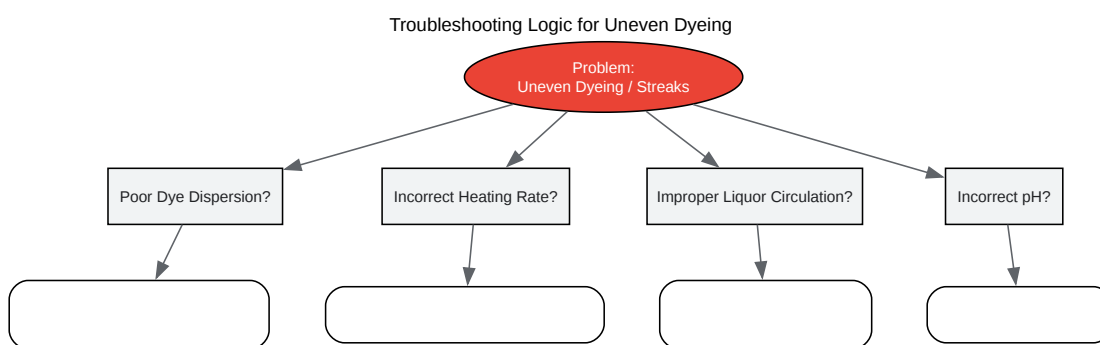 Troubleshooting Logic for Uneven Dyeing
Problem:
Uneven Dyeing / Streaks
Poor Dye Dispersion?
Incorrect Heating Rate?
Improper Liquor Circulation?
Incorrect pH?